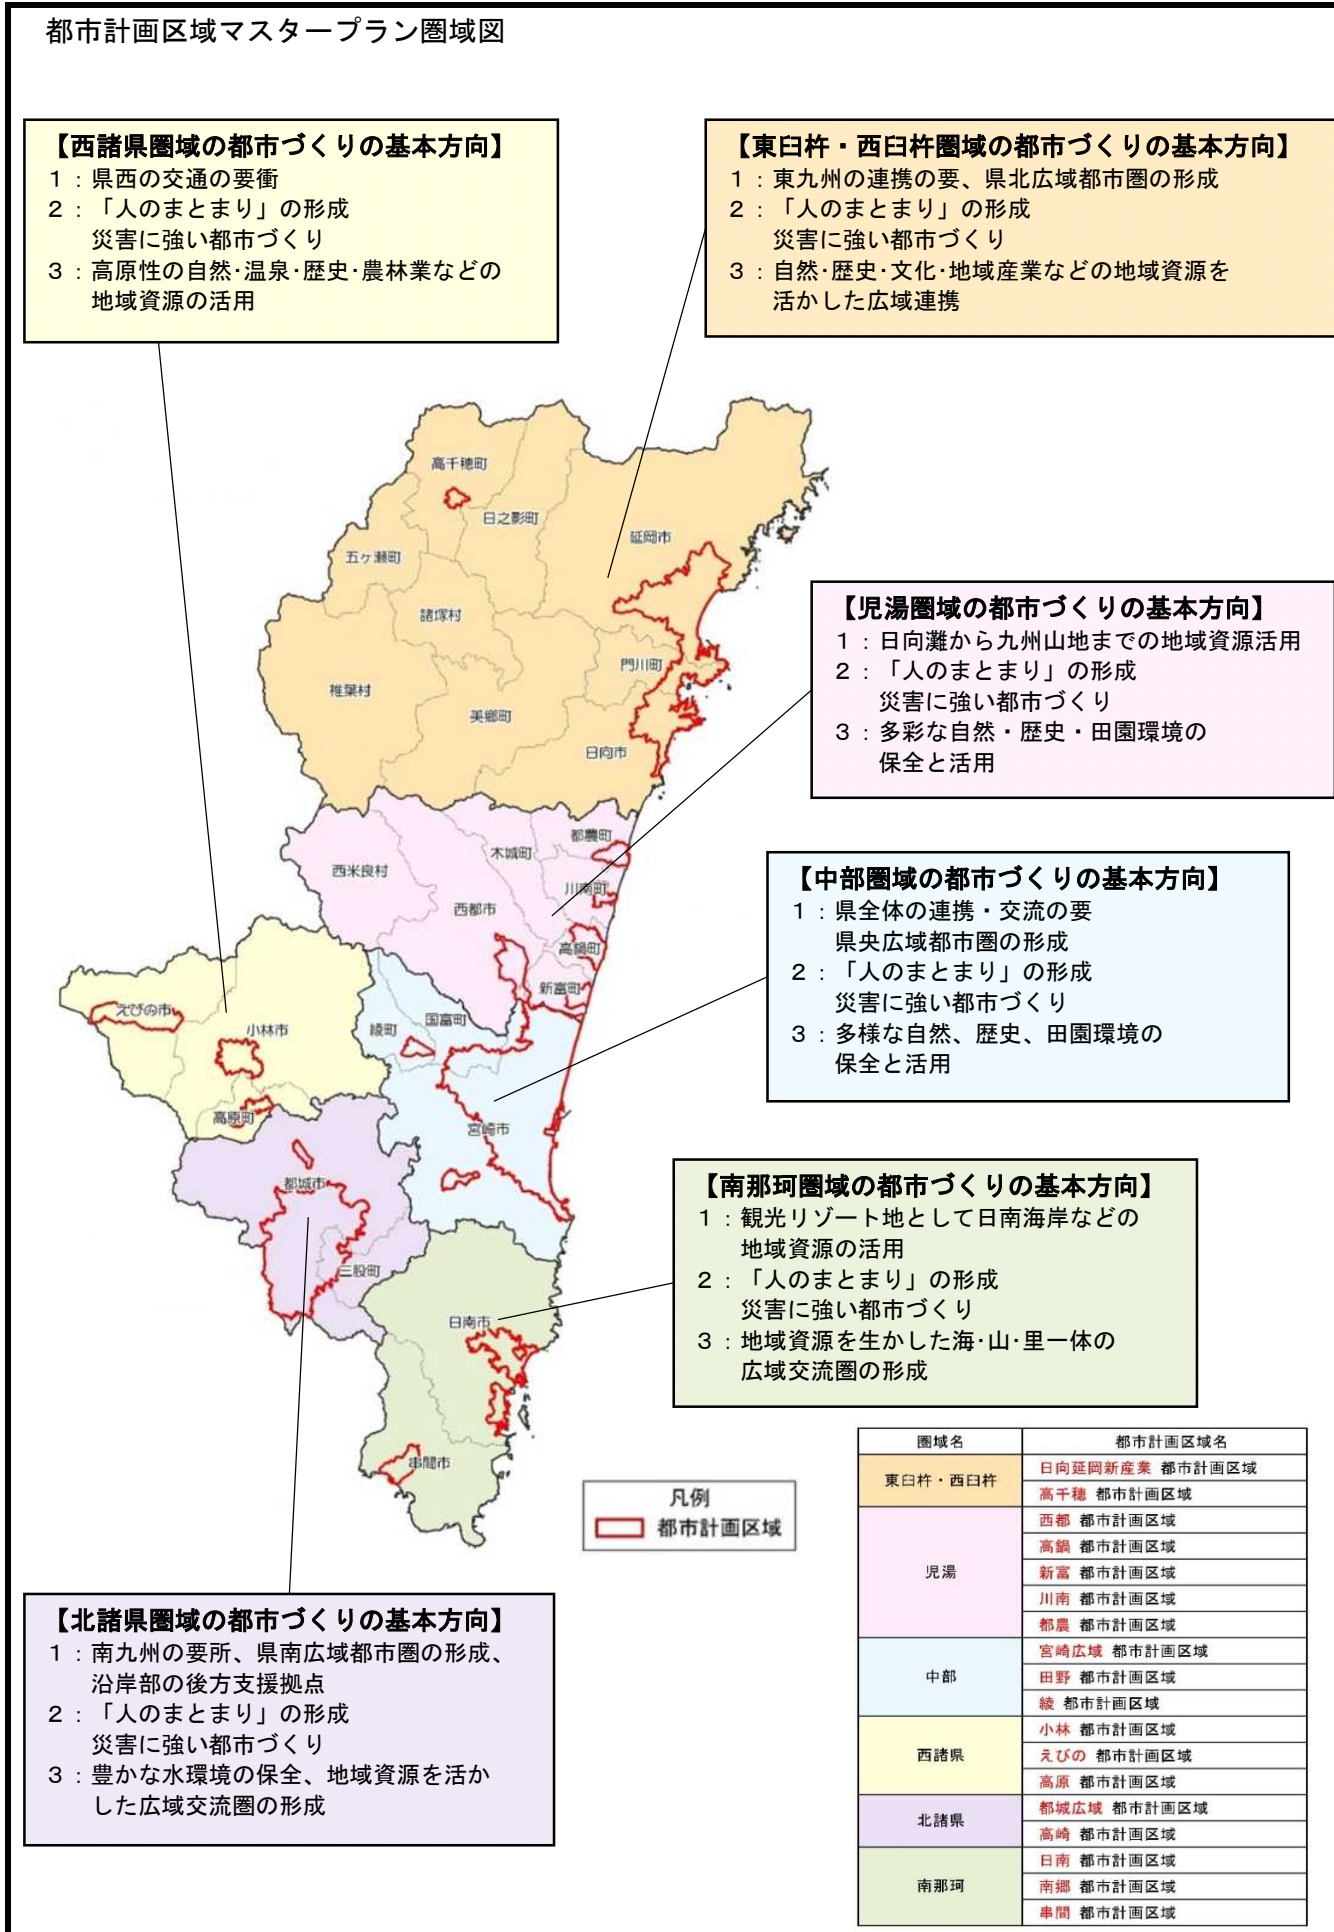 都市計画区域マスタープラン圏域図
【西諸県圏域の都市づくりの基本方向】
1：県西の交通の要衝
2：「人のまとまり」の形成
災害に強い都市づくり
3：高原性の自然･温泉･歴史･農林業などの
地域資源の活用
【東臼杵・西臼杵圏域の都市づくりの基本方向】
1：東九州の連携の要、県北広域都市圏の形成
2：「人のまとまり」の形成
災害に強い都市づくり
3：自然･歴史･文化･地域産業などの地域資源を
活かした広域連携
高千穂町
日之影町
延岡市
五ヶ瀬町
諸塚村
門川町
椎葉村
美郷町
日向市
【児湯圏域の都市づくりの基本方向】
1：日向灘から九州山地までの地域資源活用
2：「人のまとまり」の形成
災害に強い都市づくり
3：多彩な自然・歴史・田園環境の
保全と活用
都農町
木城町
西米良村
川南町
西都市
高鍋町
新富町
【中部圏域の都市づくりの基本方向】
1：県全体の連携・交流の要
県央広域都市圏の形成
2：「人のまとまり」の形成
災害に強い都市づくり
3：多様な自然、歴史、田園環境の
保全と活用
えびの市
小林市
綾町
国富町
高原町
宮崎市
都城市
三股町
日南市
串間市
【南那珂圏域の都市づくりの基本方向】
1：観光リゾート地として日南海岸などの
地域資源の活用
2：「人のまとまり」の形成
災害に強い都市づくり
3：地域資源を生かした海･山･里一体の
広域交流圏の形成
凡例
都市計画区域
【北諸県圏域の都市づくりの基本方向】
1：南九州の要所、県南広域都市圏の形成、
沿岸部の後方支援拠点
2：「人のまとまり」の形成
災害に強い都市づくり
3：豊かな水環境の保全、地域資源を活か
した広域交流圏の形成
圏域名 都市計画区域名
東臼杵・西臼杵 日向延岡新産業 都市計画区域
高千穂 都市計画区域
児湯 西都 都市計画区域
高鍋 都市計画区域
新富 都市計画区域
川南 都市計画区域
都農 都市計画区域
中部 宮崎広域 都市計画区域
田野 都市計画区域
綾 都市計画区域
西諸県 小林 都市計画区域
えびの 都市計画区域
高原 都市計画区域
北諸県 都城広域 都市計画区域
高崎 都市計画区域
南那珂 日南 都市計画区域
南郷 都市計画区域
串間 都市計画区域